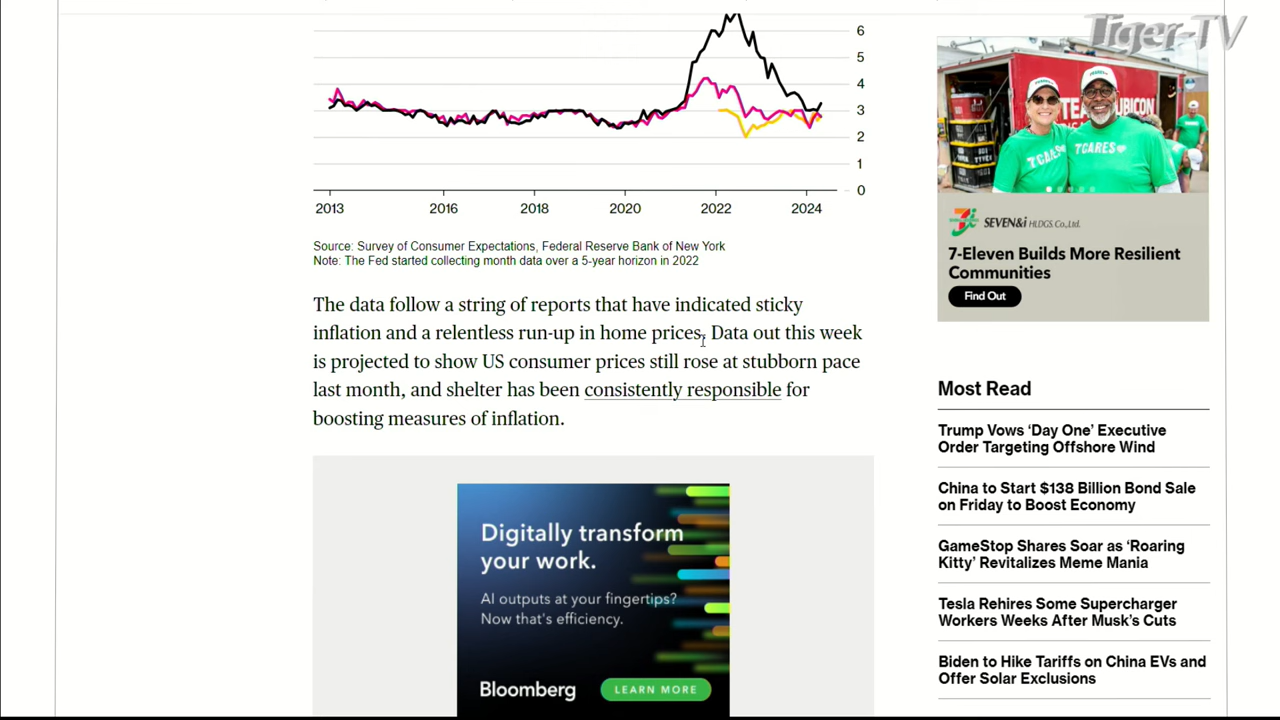 Tiger-TV
6
5
4
3
2
1
0
2013 2016 2018 2020 2022 2024
Source: Survey of Consumer Expectations, Federal Reserve Bank of New York
Note: The Fed started collecting month data over a 5-year horizon in 2022
The data follow a string of reports that have indicated sticky
inflation and a relentless run-up in home prices. Data out this week
is projected to show US consumer prices still rose at stubborn pace
last month, and shelter has been consistently responsible for
boosting measures of inflation.
Digitally transform
your work.
AI outputs at your fingertips?
Now that's efficiency.
Bloomberg LEARN MORE
TEAM RUBICON
7CARES
7CARES
SEVEN&i HLDGS Co.,Ltd.
7-Eleven Builds More Resilient
Communities
Find Out
Most Read
Trump Vows ‘Day One’ Executive
Order Targeting Offshore Wind
China to Start $138 Billion Bond Sale
on Friday to Boost Economy
GameStop Shares Soar as ‘Roaring
Kitty’ Revitalizes Meme Mania
Tesla Rehires Some Supercharger
Workers Weeks After Musk’s Cuts
Biden to Hike Tariffs on China EVs and
Offer Solar Exclusions